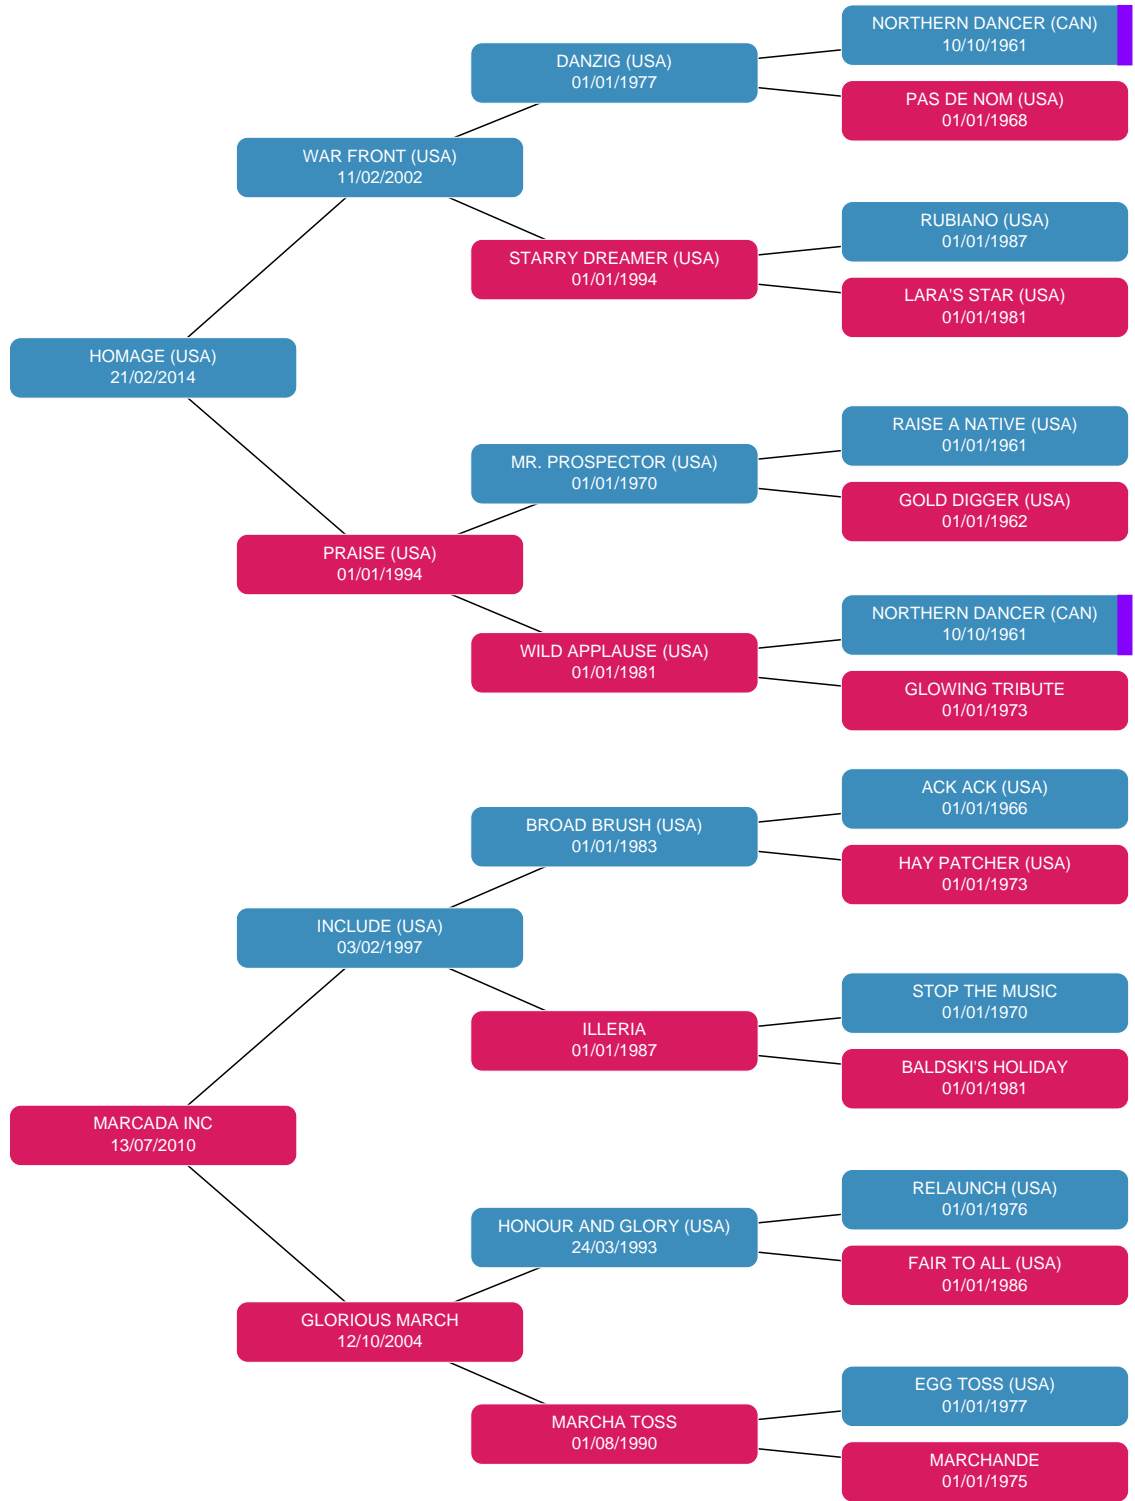 NORTHERN DANCER (CAN)
10/10/1961
DANZIG (USA)
01/01/1977
PAS DE NOM (USA)
01/01/1968
WAR FRONT (USA)
11/02/2002
RUBIANO (USA)
01/01/1987
STARRY DREAMER (USA)
01/01/1994
LARA'S STAR (USA)
01/01/1981
HOMAGE (USA)
21/02/2014
RAISE A NATIVE (USA)
01/01/1961
MR. PROSPECTOR (USA)
01/01/1970
GOLD DIGGER (USA)
01/01/1962
PRAISE (USA)
01/01/1994
NORTHERN DANCER (CAN)
10/10/1961
WILD APPLAUSE (USA)
01/01/1981
GLOWING TRIBUTE
01/01/1973
ACK ACK (USA)
01/01/1966
BROAD BRUSH (USA)
01/01/1983
HAY PATCHER (USA)
01/01/1973
INCLUDE (USA)
03/02/1997
STOP THE MUSIC
01/01/1970
ILLERIA
01/01/1987
BALDSKI'S HOLIDAY
01/01/1981
MARCADA INC
13/07/2010
RELAUNCH (USA)
01/01/1976
HONOUR AND GLORY (USA)
24/03/1993
FAIR TO ALL (USA)
01/01/1986
GLORIOUS MARCH
12/10/2004
EGG TOSS (USA)
01/01/1977
MARCHA TOSS
01/08/1990
MARCHANDE
01/01/1975